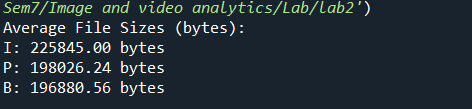 Sem7/Image and video analytics/Lab/lab2')
Average File Sizes (bytes):
I: 225845.00 bytes
P: 198026.24 bytes
B: 196880.56 bytes